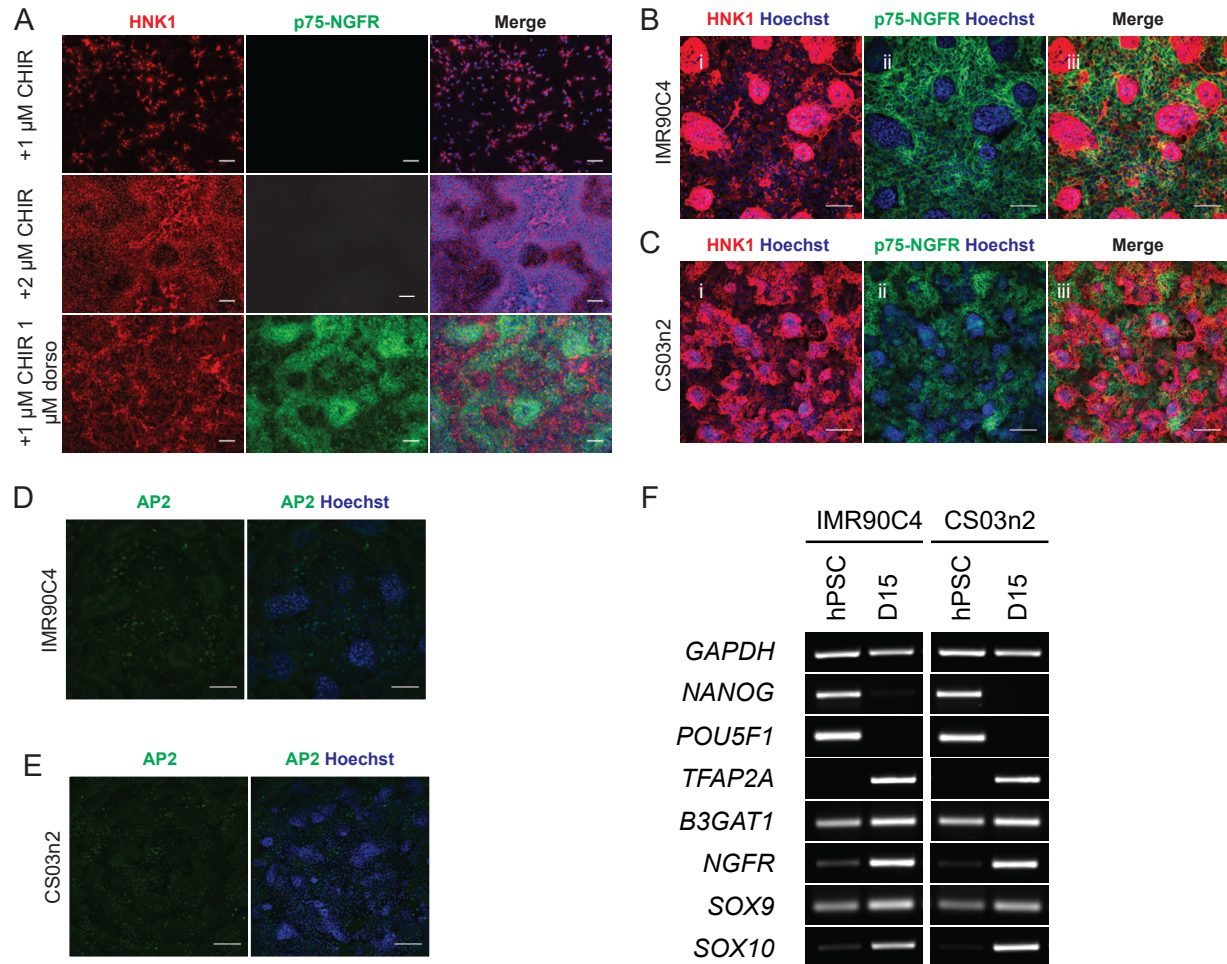 A
HNK1 p75-NGFR Merge
+1 μM CHIR
+2 μM CHIR
+1 μM CHIR 1
μM dorso
B
HNK1 Hoechst p75-NGFR Hoechst Merge
IMR90C4
i ii iii
C
HNK1 Hoechst p75-NGFR Hoechst Merge
CS03n2
i ii iii
D
AP2 AP2 Hoechst
IMR90C4
E
AP2 AP2 Hoechst
CS03n2
F
IMR90C4 CS03n2
hPSC D15 hPSC D15
GAPDH
NANOG
POU5F1
TFAP2A
B3GAT1
NGFR
SOX9
SOX10